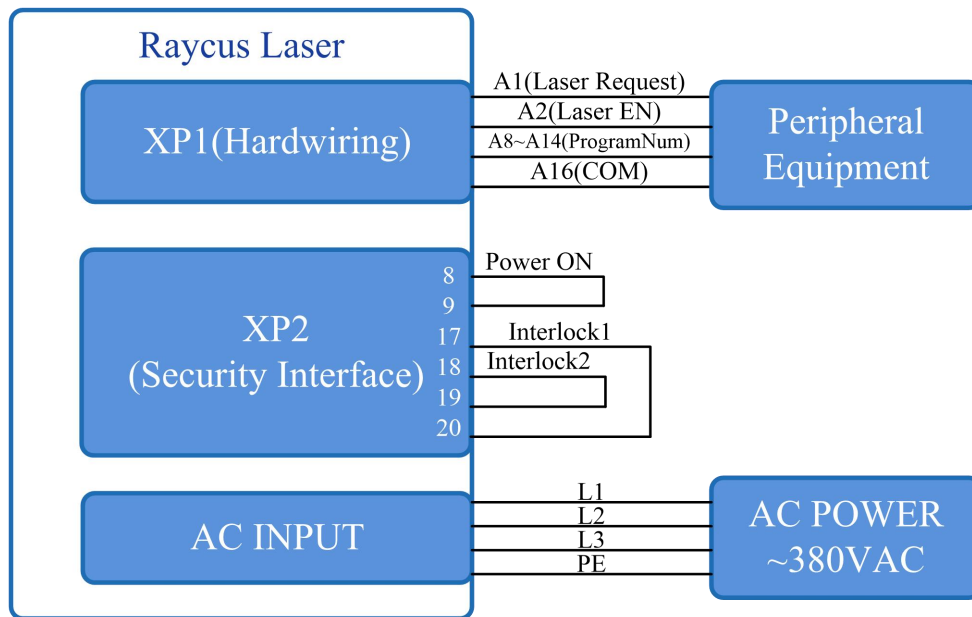 Raycus Laser
XP1(Hardwiring)
A1(Laser Request)
A2(Laser EN)
A8~A14(ProgramNum)
A16(COM)
Peripheral
Equipment
XP2
(Security Interface)
8
9
17
18
19
20
Power ON
Interlock1
Interlock2
AC INPUT
L1
L2
L3
PE
AC POWER
~380VAC